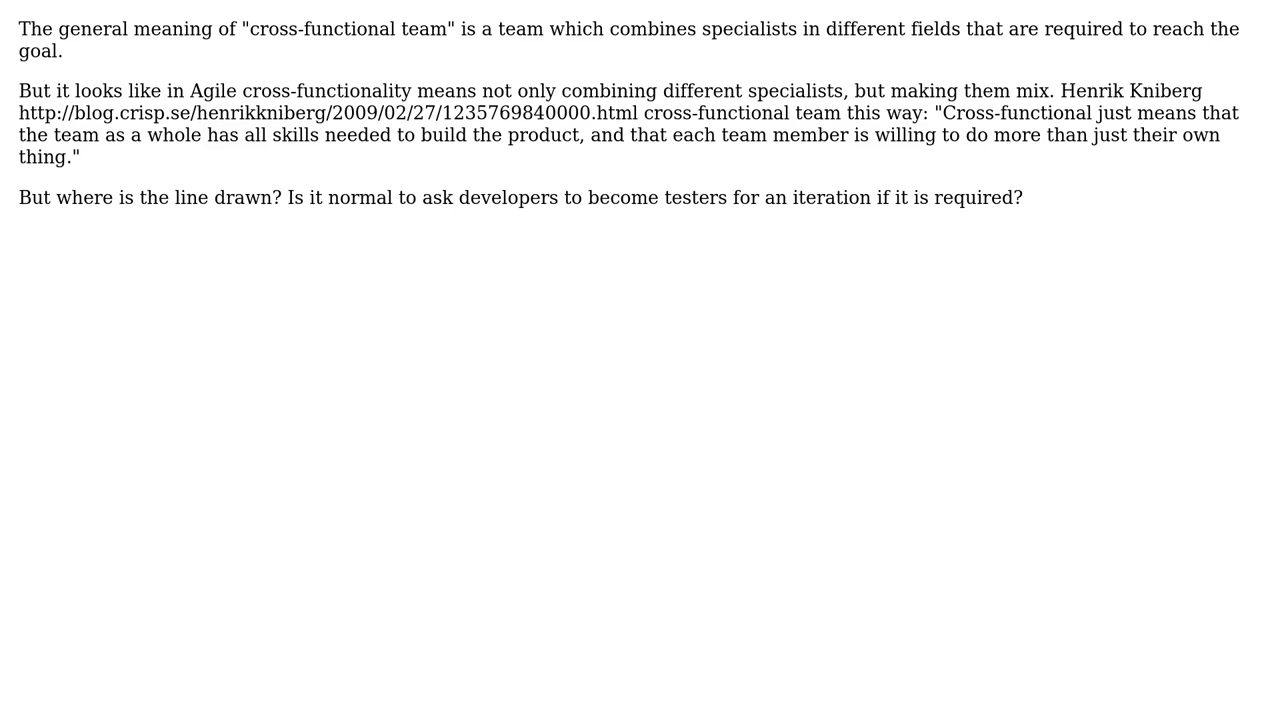 The general meaning of "cross-functional team" is a team which combines specialists in different fields that are required to reach the
goal.
But it looks like in Agile cross-functionality means not only combining different specialists, but making them mix. Henrik Kniberg
http://blog.crisp.se/henrikkniberg/2009/02/27/1235769840000.html cross-functional team this way: "Cross-functional just means that
the team as a whole has all skills needed to build the product, and that each team member is willing to do more than just their own
thing."
But where is the line drawn? Is it normal to ask developers to become testers for an iteration if it is required?